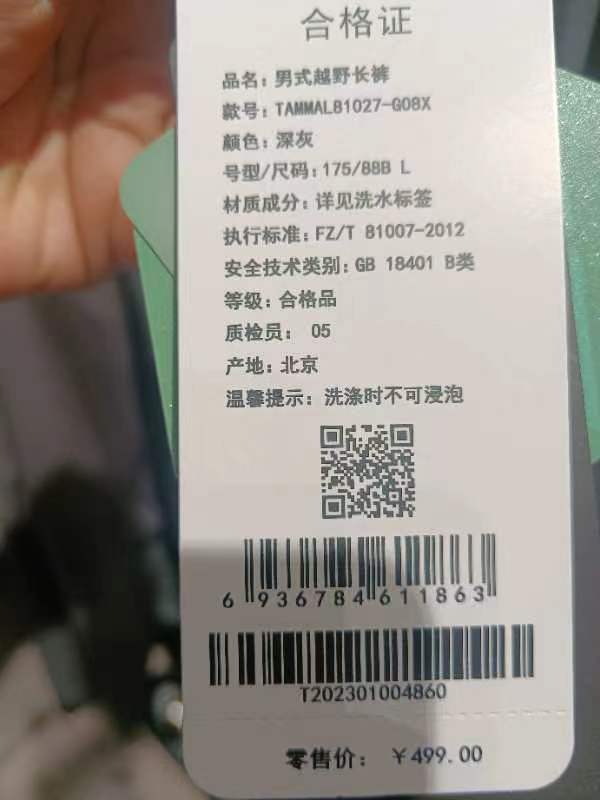 合格证
品名：男式越野长裤
款号：TAMMAL81027-G08X
颜色：深灰
号型/尺码：175/88B L
材质成分：详见洗水标签
执行标准：FZ/T 81007-2012
安全技术类别：GB 18401 B类
等级：合格品
质检员： 05
产地：北京
温馨提示：洗涤时不可浸泡
6 936784 611863
T202301004860
零售价：￥499.00